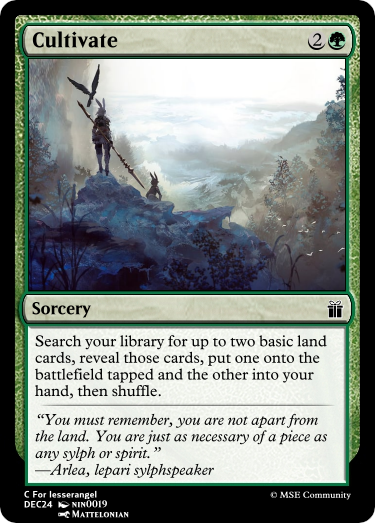 Cultivate 2
Sorcery
Search your library for up to two basic land
cards, reveal those cards, put one onto the
battlefield tapped and the other into your
hand, then shuffle.
“You must remember, you are not apart from
the land. You are just as necessary of a piece as
any sylph or spirit.”
—Arlea, lepari sylphspeaker
C For lesserangel
DEC24 NIN0019 © MSE Community
Mattelonian